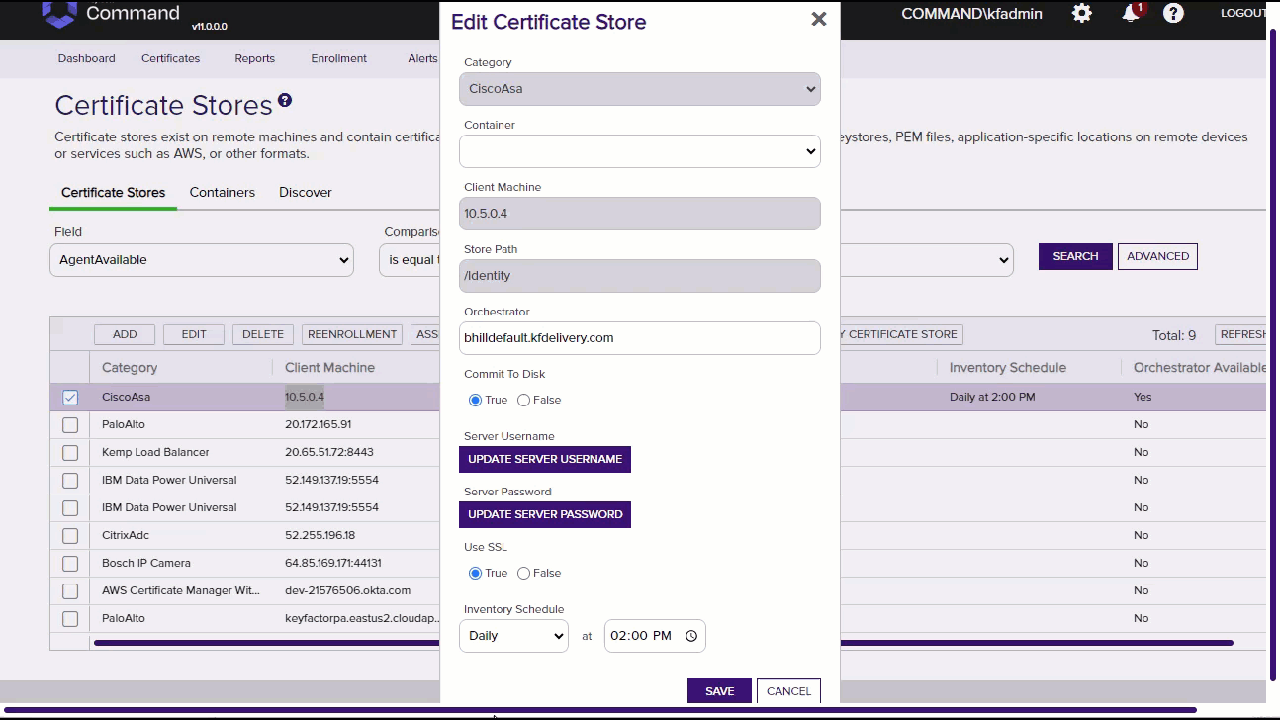 Command
v11.0.0.0
COMMAND\kfadmin
1
LOGOUT
Dashboard
Certificates
Reports
Enrollment
Alerts
Certificate Stores
Certificate stores exist on remote machines and contain
eystores, PEM files, application-specific locations on remote devices
or services such as AWS, or other formats.
Certificate Stores
Containers
Discover
Field
AgentAvailable
is equal
SEARCH
ADVANCED
ADD
EDIT
DELETE
REENROLLMENT
ASS
Y CERTIFICATE STORE
Total: 9
REFRESH
Category
Client Machine
Inventory Schedule
Orchestrator Available
CiscoAsa
10.5.0.4
Daily at 2:00 PM
Yes
PaloAlto
20.172.165.91
No
Kemp Load Balancer
20.65.51.72:8443
No
IBM Data Power Universal
52.149.137.19:5554
No
IBM Data Power Universal
52.149.137.19:5554
No
CitrixAdc
52.255.196.18
No
Bosch IP Camera
64.85.169.171:44131
No
AWS Certificate Manager Wit...
dev-21576506.okta.com
No
PaloAlto
keyfactorpa.eastus2.cloudap...
No
Edit Certificate Store
Category
CiscoAsa
Container
Client Machine
10.5.0.4
Store Path
/Identity
Orchestrator
bhilldefault.kfdelivery.com
Commit To Disk
True
False
Server Username
UPDATE SERVER USERNAME
Server Password
UPDATE SERVER PASSWORD
Use SSL
True
False
Inventory Schedule
Daily
at
02:00 PM
SAVE
CANCEL